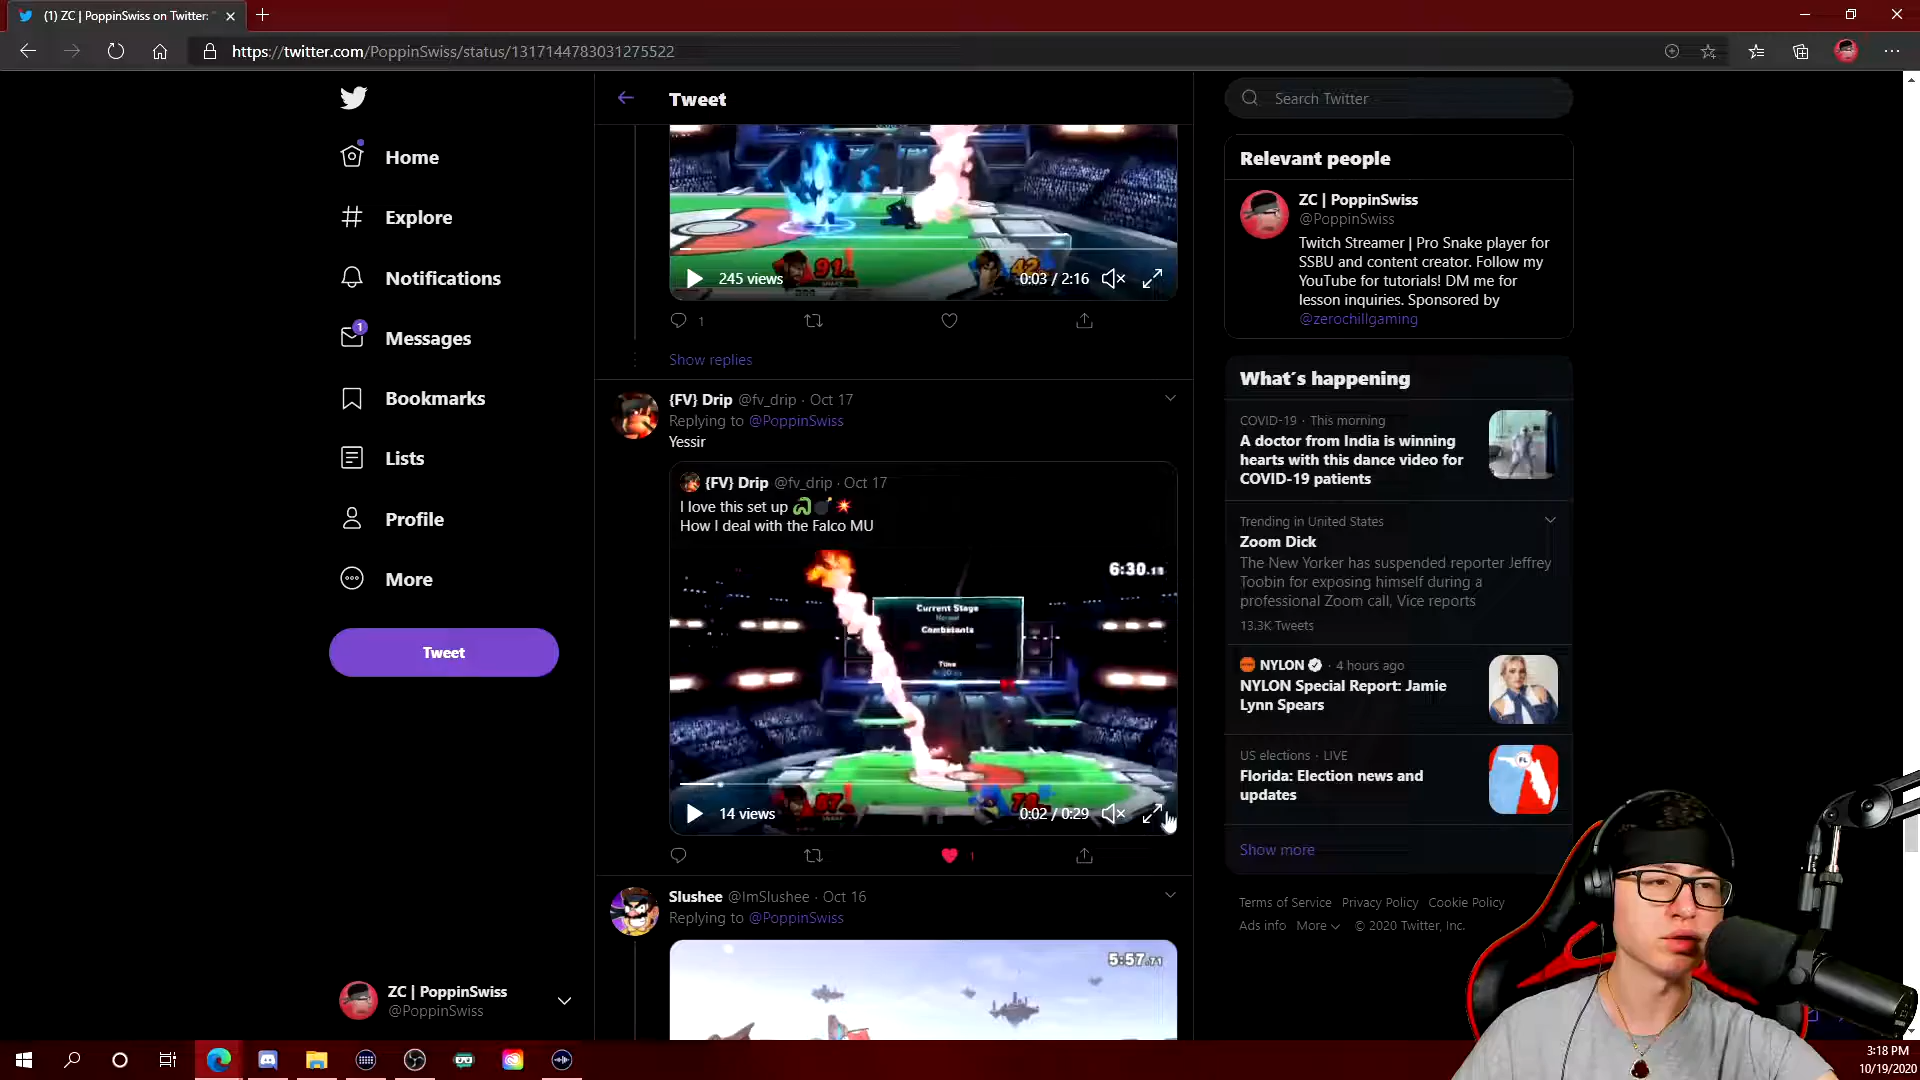 (1) ZC | PoppinSwiss on Twitter: "
https://twitter.com/PoppinSwiss/status/1317144783031275522
Home
Explore
Notifications
1
Messages
Bookmarks
Lists
Profile
More
Tweet
ZC | PoppinSwiss
@PoppinSwiss
Tweet
91
42
245 views
0:03 / 2:16
1
Show replies
{FV} Drip @fv_drip · Oct 17
Replying to @PoppinSwiss
Yessir
{FV} Drip @fv_drip · Oct 17
I love this set up
How I deal with the Falco MU
6:30.15
Current Stage
Normal
Combatants
Time
87
78
14 views
0:02 / 0:29
1
Slushee @ImSlushee · Oct 16
Replying to @PoppinSwiss
5:57.71
Search Twitter
Relevant people
ZC | PoppinSwiss
@PoppinSwiss
Twitch Streamer | Pro Snake player for
SSBU and content creator. Follow my
YouTube for tutorials! DM me for
lesson inquiries. Sponsored by
@zerochillgaming
What´s happening
COVID-19 · This morning
A doctor from India is winning
hearts with this dance video for
COVID-19 patients
Trending in United States
Zoom Dick
The New Yorker has suspended reporter Jeffrey
Toobin for exposing himself during a
professional Zoom call, Vice reports
13.3K Tweets
NYLON · 4 hours ago
NYLON Special Report: Jamie
Lynn Spears
US elections · LIVE
Florida: Election news and
updates
Show more
Terms of Service Privacy Policy Cookie Policy
Ads info More © 2020 Twitter, Inc.
3:18 PM
10/19/2020